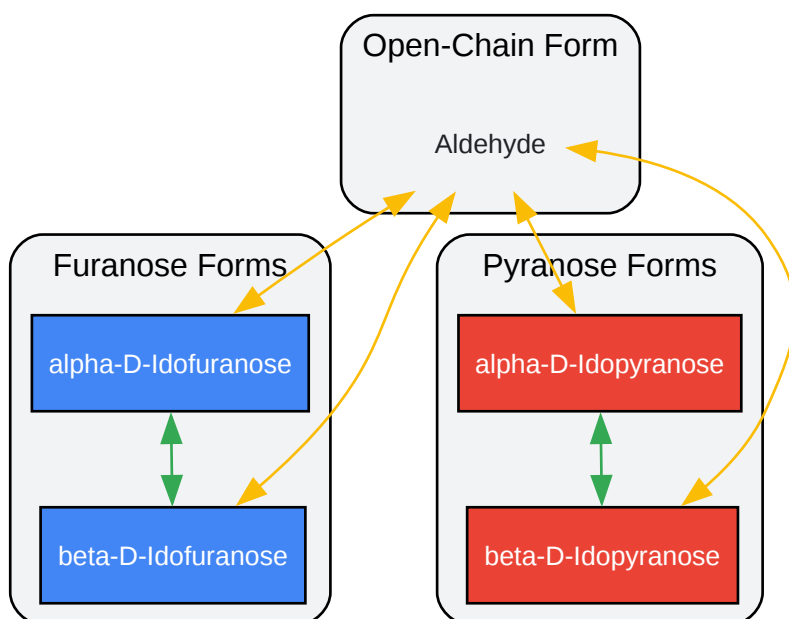 Open-Chain Form
Aldehyde
Furanose Forms
alpha-D-Idofuranose
beta-D-Idofuranose
Pyranose Forms
alpha-D-Idopyranose
beta-D-Idopyranose